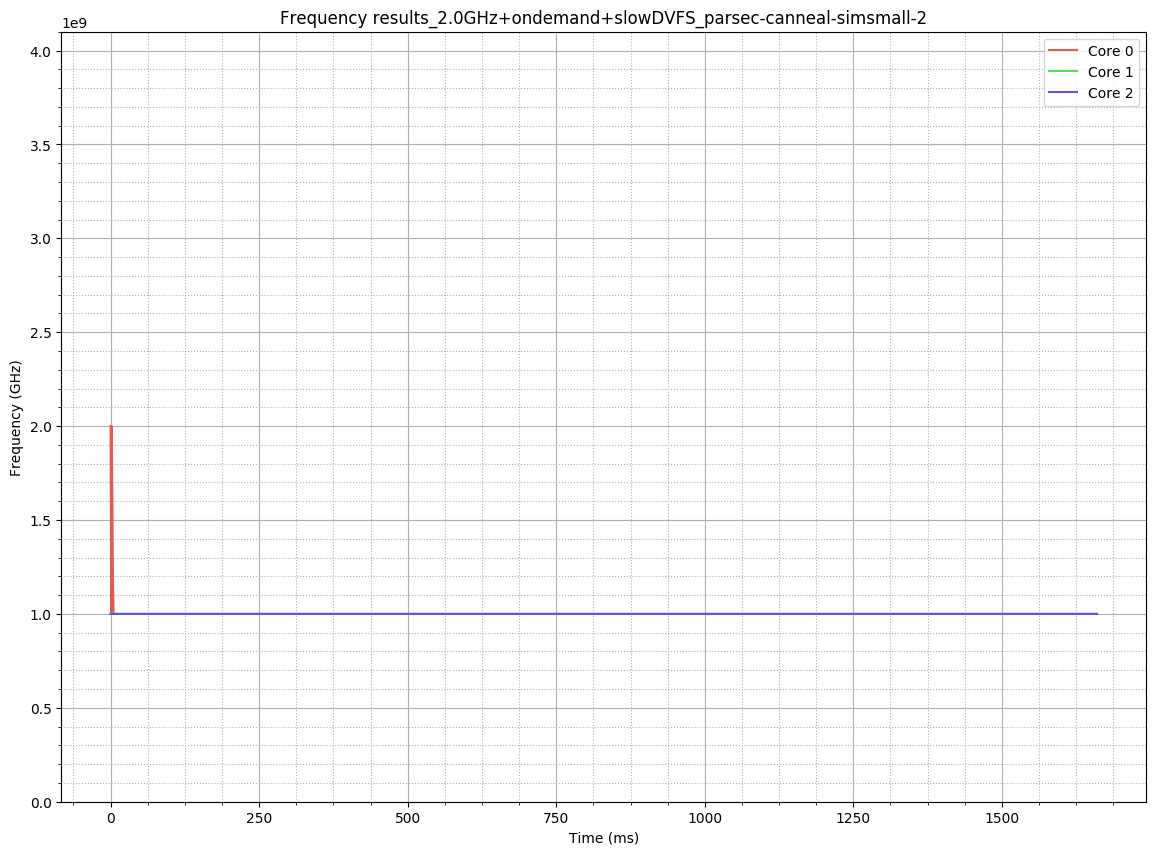 Frequency results_2.0GHz+ondemand+slowDVFS_parsec-canneal-simsmall-2
1e9
4.0
3.5
3.0
2.5
2.0
1.5
1.0
0.5
0.0
Frequency (GHz)
Core 0
Core 1
Core 2
0 250 500 750 1000 1250 1500
Time (ms)